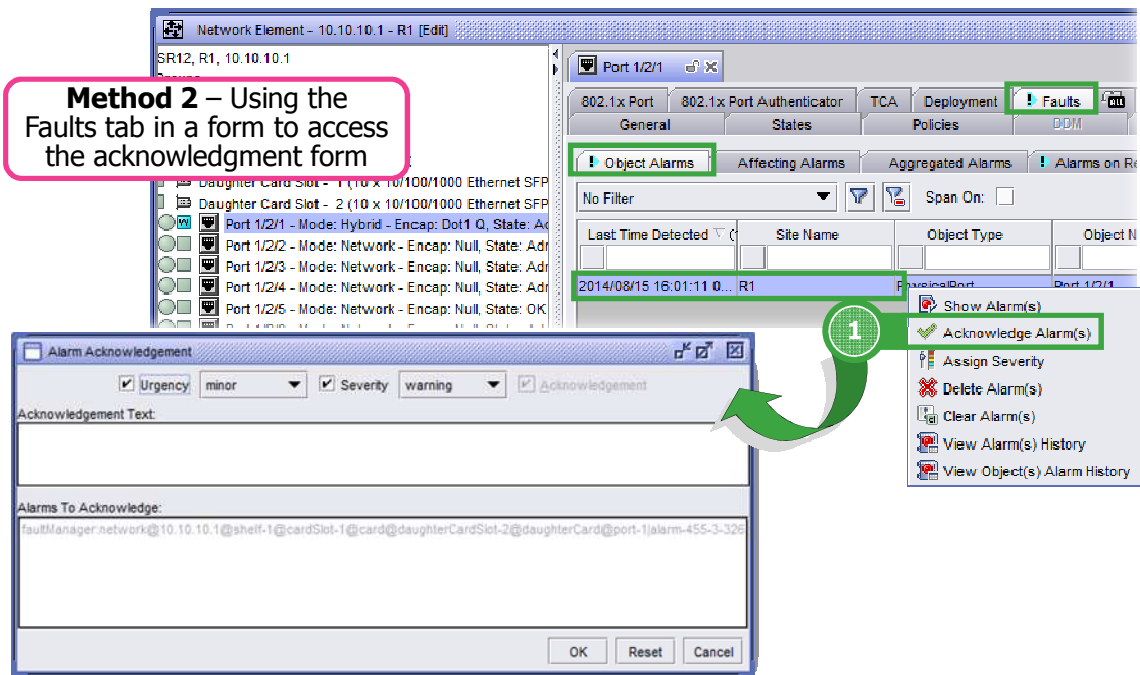 Network Element - 10.10.10.1 - R1 [Edit]
SR12, R1, 10.10.10.1
Method 2 – Using the
Faults tab in a form to access
the acknowledgment form
Daughter Card Slot - 1 (10 x 10/100/1000 Ethernet SFP
Daughter Card Slot - 2 (10 x 10/100/1000 Ethernet SFP
Port 1/2/1 - Mode: Hybrid - Encap: Dot1 Q, State: Ad
Port 1/2/2 - Mode: Network - Encap: Null, State: Adr
Port 1/2/3 - Mode: Network - Encap: Null, State: Adr
Port 1/2/4 - Mode: Network - Encap: Null, State: Adr
Port 1/2/5 - Mode: Network - Encap: Null, State: OK
Port 1/2/1
802.1x Port 802.1x Port Authenticator TCA Deployment Faults all
General States Policies DDM
Object Alarms Affecting Alarms Aggregated Alarms Alarms on Re
No Filter Span On:
Last Time Detected ( Site Name Object Type Object N
2014/08/15 16:01:11 0... R1 PhysicalPort Port 1/2/1
1
Show Alarm(s)
Acknowledge Alarm(s)
Assign Severity
Delete Alarm(s)
Clear Alarm(s)
View Alarm(s) History
View Object(s) Alarm History
Alarm Acknowledgement
Urgency minor Severity warning Acknowledgement
Acknowledgement Text:
Alarms To Acknowledge:
faultManager:network@10.10.10.1@shelf-1@cardSlot-1@card@daughterCardSlot-2@daughterCard@port-1|alarm-455-3-326
OK Reset Cancel